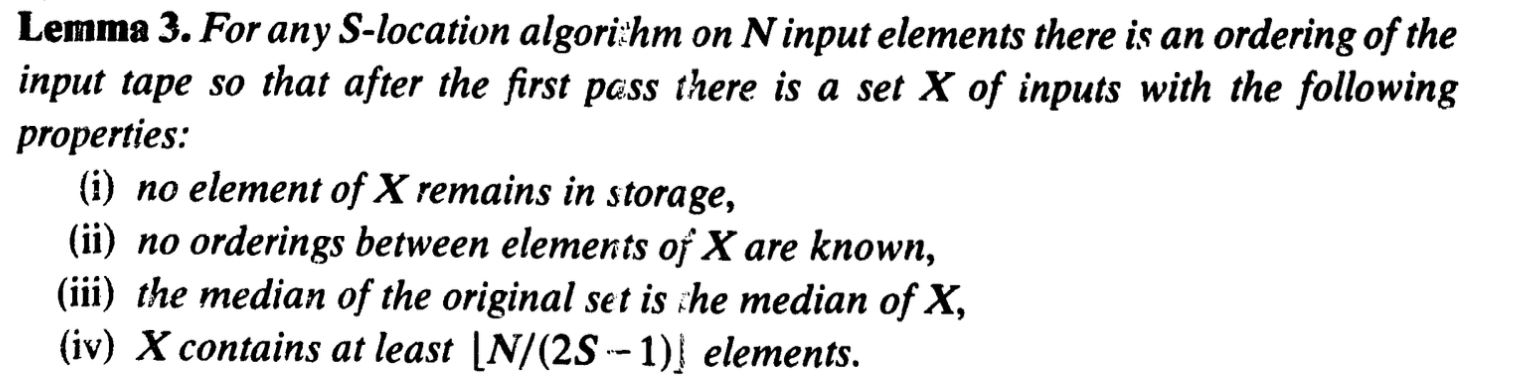 Lemma 3. For any S-location algorithm on N input elements there is an ordering of the
input tape so that after the first pass there is a set X of inputs with the following
properties:
(i) no element of X remains in storage,
(ii) no orderings between elements of X are known,
(iii) the median of the original set is the median of X,
(iv) X contains at least ⌊N/(2S − 1)⌋ elements.